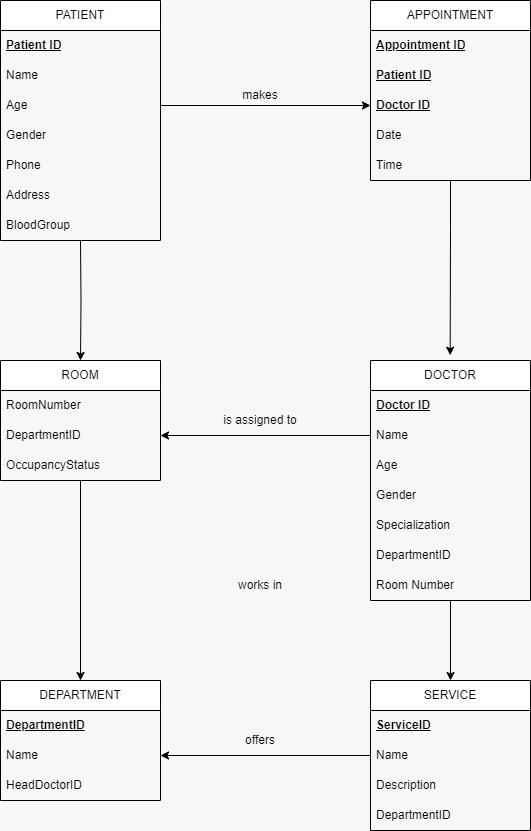 PATIENT
Patient ID
Name
Age
Gender
Phone
Address
BloodGroup
makes
APPOINTMENT
Appointment ID
Patient ID
Doctor ID
Date
Time
ROOM
RoomNumber
DepartmentID
OccupancyStatus
is assigned to
DOCTOR
Doctor ID
Name
Age
Gender
Specialization
DepartmentID
Room Number
works in
DEPARTMENT
DepartmentID
Name
HeadDoctorID
offers
SERVICE
ServiceID
Name
Description
DepartmentID